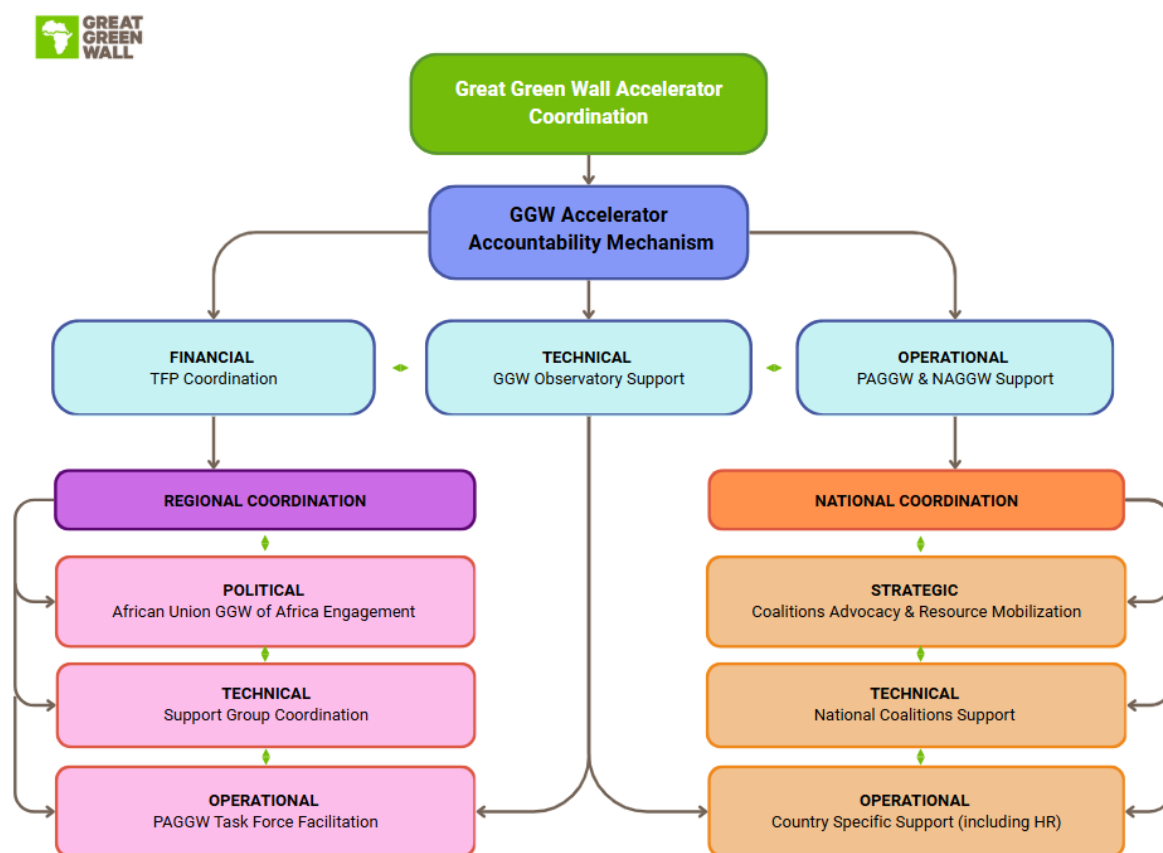 GREAT
GREEN
WALL
Great Green Wall Accelerator
Coordination
GGW Accelerator
Accountability Mechanism
FINANCIAL
TFP Coordination
TECHNICAL
GGW Observatory Support
OPERATIONAL
PAGGW & NAGGW Support
REGIONAL COORDINATION
NATIONAL COORDINATION
POLITICAL
African Union GGW of Africa Engagement
STRATEGIC
Coalitions Advocacy & Resource Mobilization
TECHNICAL
Support Group Coordination
TECHNICAL
National Coalitions Support
OPERATIONAL
PAGGW Task Force Facilitation
OPERATIONAL
Country Specific Support (including HR)